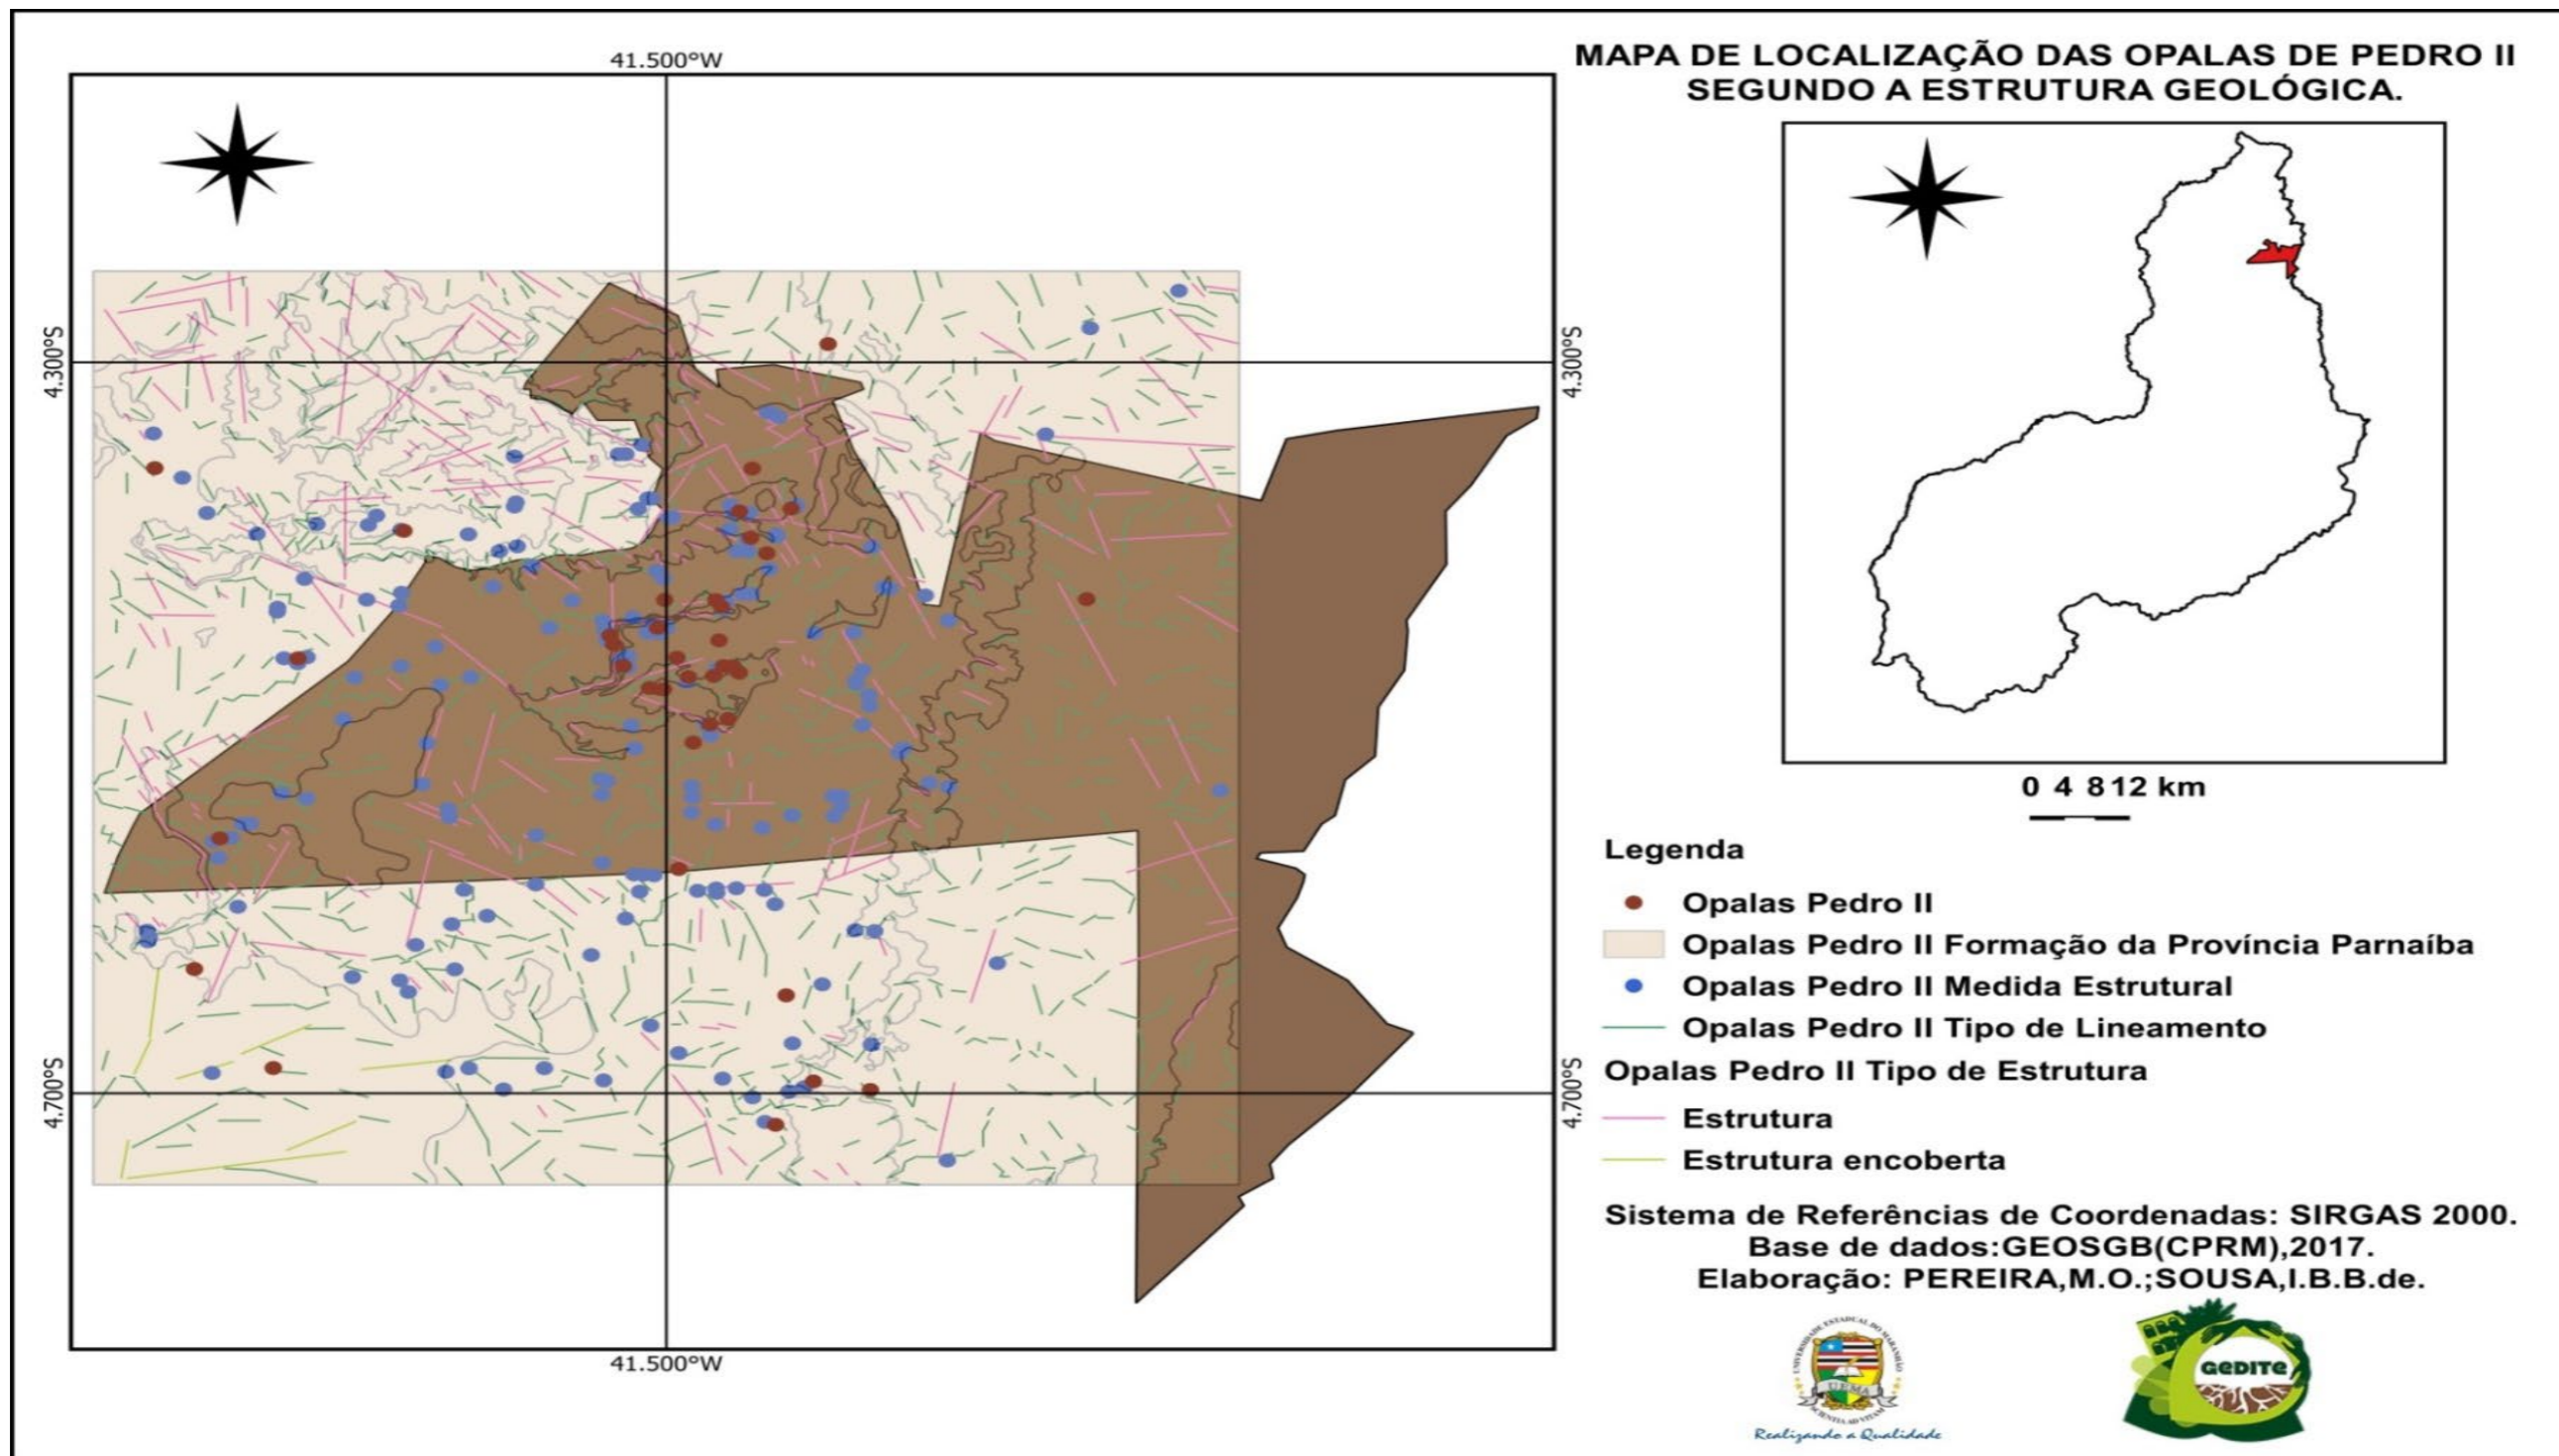 MAPA DE LOCALIZAÇÃO DAS OPALAS DE PEDRO II
SEGUNDO A ESTRUTURA GEOLÓGICA.
41.500°W
4.300°S
4.300°S
4.700°S
4.700°S
41.500°W
0 4 812 km
Legenda
Opalas Pedro II
Opalas Pedro II Formação da Província Parnaíba
Opalas Pedro II Medida Estrutural
Opalas Pedro II Tipo de Lineamento
Opalas Pedro II Tipo de Estrutura
Estrutura
Estrutura encoberta
Sistema de Referências de Coordenadas: SIRGAS 2000.
Base de dados:GEOSGB(CPRM),2017.
Elaboração: PEREIRA,M.O.;SOUSA,I.B.B.de.
UEMA
Realizando a Qualidade
GEDITE